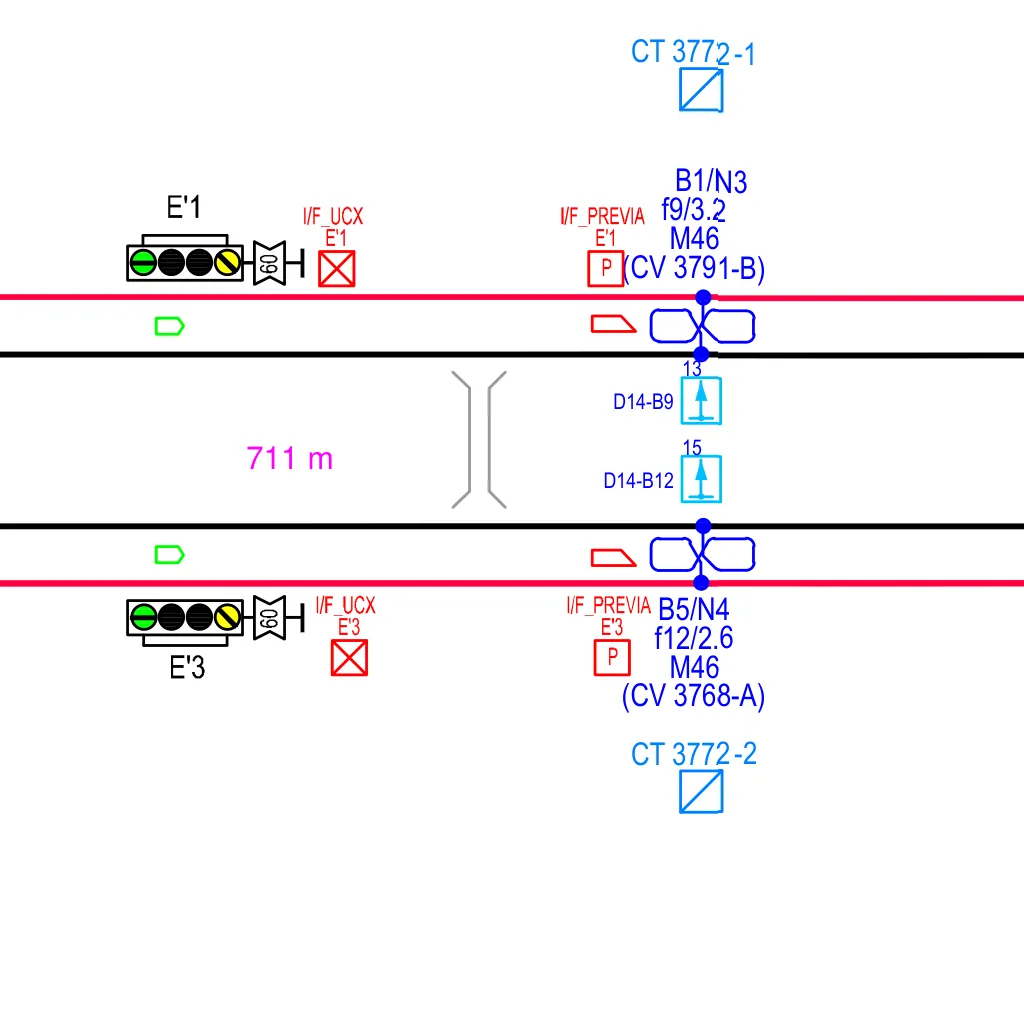 CT 3772-1
B1/N3
f9/3.2
M46
(CV 3791-B)
E'1
60
I/F_UCX
E'1
I/F_PREVIA
E'1
P
13
D14-B9
711 m
15
D14-B12
60
E'3
I/F_UCX
E'3
I/F_PREVIA
E'3
P
B5/N4
f12/2.6
M46
(CV 3768-A)
CT 3772-2